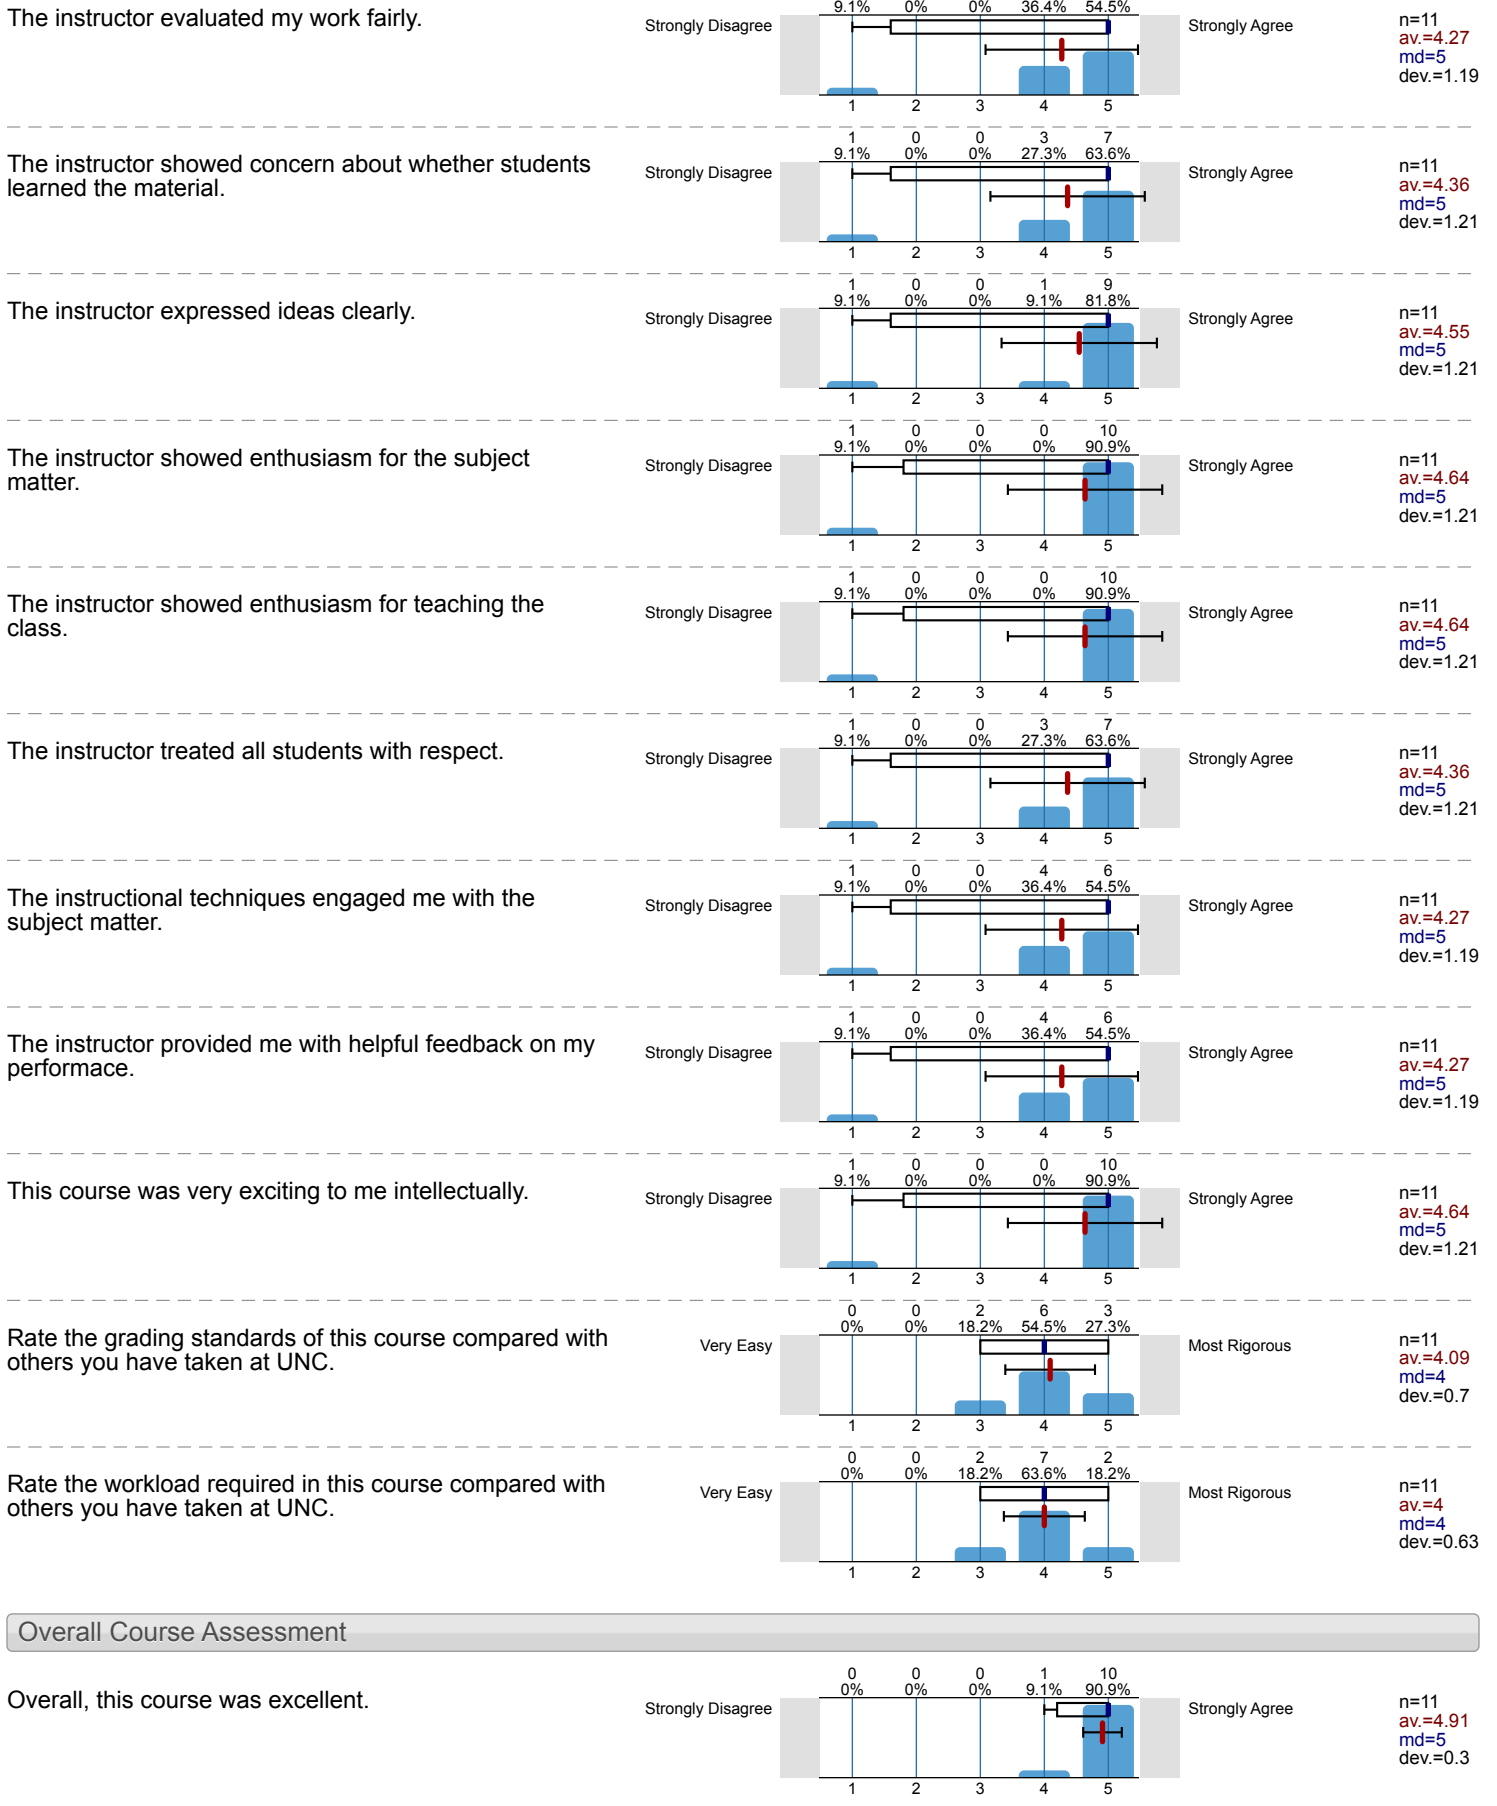 The instructor evaluated my work fairly.
Strongly Disagree
9.1% 0% 0% 36.4% 54.5%
1 2 3 4 5
Strongly Agree
n=11
av.=4.27
md=5
dev.=1.19
The instructor showed concern about whether students
learned the material.
Strongly Disagree
1 0 0 3 7
9.1% 0% 0% 27.3% 63.6%
1 2 3 4 5
Strongly Agree
n=11
av.=4.36
md=5
dev.=1.21
The instructor expressed ideas clearly.
Strongly Disagree
1 0 0 1 9
9.1% 0% 0% 9.1% 81.8%
1 2 3 4 5
Strongly Agree
n=11
av.=4.55
md=5
dev.=1.21
The instructor showed enthusiasm for the subject
matter.
Strongly Disagree
1 0 0 0 10
9.1% 0% 0% 0% 90.9%
1 2 3 4 5
Strongly Agree
n=11
av.=4.64
md=5
dev.=1.21
The instructor showed enthusiasm for teaching the
class.
Strongly Disagree
1 0 0 0 10
9.1% 0% 0% 0% 90.9%
1 2 3 4 5
Strongly Agree
n=11
av.=4.64
md=5
dev.=1.21
The instructor treated all students with respect.
Strongly Disagree
1 0 0 3 7
9.1% 0% 0% 27.3% 63.6%
1 2 3 4 5
Strongly Agree
n=11
av.=4.36
md=5
dev.=1.21
The instructional techniques engaged me with the
subject matter.
Strongly Disagree
1 0 0 4 6
9.1% 0% 0% 36.4% 54.5%
1 2 3 4 5
Strongly Agree
n=11
av.=4.27
md=5
dev.=1.19
The instructor provided me with helpful feedback on my
performace.
Strongly Disagree
1 0 0 4 6
9.1% 0% 0% 36.4% 54.5%
1 2 3 4 5
Strongly Agree
n=11
av.=4.27
md=5
dev.=1.19
This course was very exciting to me intellectually.
Strongly Disagree
1 0 0 0 10
9.1% 0% 0% 0% 90.9%
1 2 3 4 5
Strongly Agree
n=11
av.=4.64
md=5
dev.=1.21
Rate the grading standards of this course compared with
others you have taken at UNC.
Very Easy
0 0 2 6 3
0% 0% 18.2% 54.5% 27.3%
1 2 3 4 5
Most Rigorous
n=11
av.=4.09
md=4
dev.=0.7
Rate the workload required in this course compared with
others you have taken at UNC.
Very Easy
0 0 2 7 2
0% 0% 18.2% 63.6% 18.2%
1 2 3 4 5
Most Rigorous
n=11
av.=4
md=4
dev.=0.63
Overall Course Assessment
Overall, this course was excellent.
Strongly Disagree
0 0 0 1 10
0% 0% 0% 9.1% 90.9%
1 2 3 4 5
Strongly Agree
n=11
av.=4.91
md=5
dev.=0.3